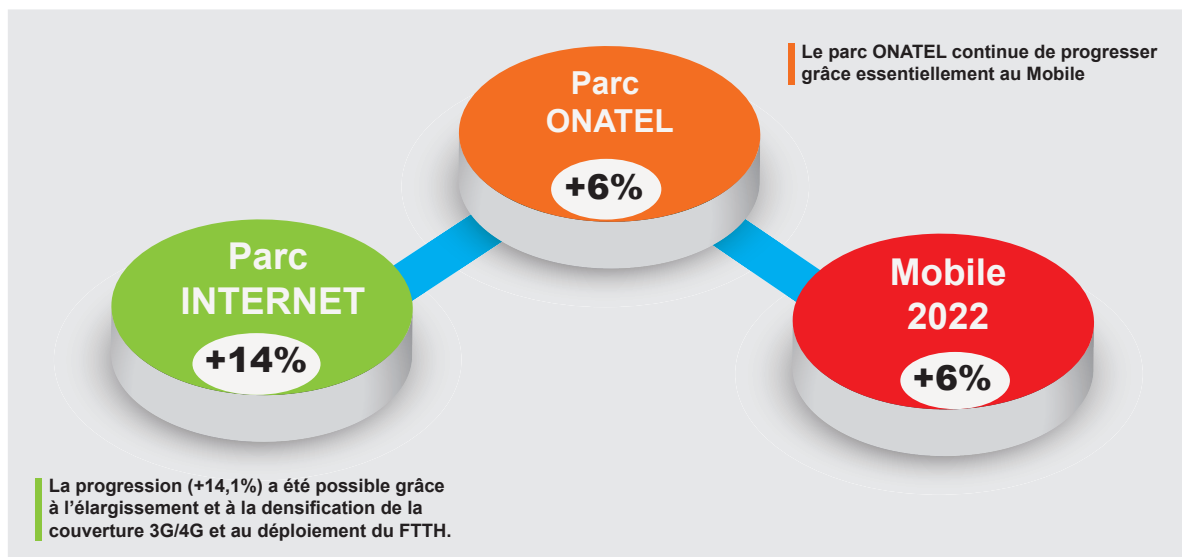 Le parc ONATEL continue de progresser
grâce essentiellement au Mobile
Parc
ONATEL
+6%
Parc
INTERNET
+14%
Mobile
2022
+6%
La progression (+14,1%) a été possible grâce
à l’élargissement et à la densification de la
couverture 3G/4G et au déploiement du FTTH.